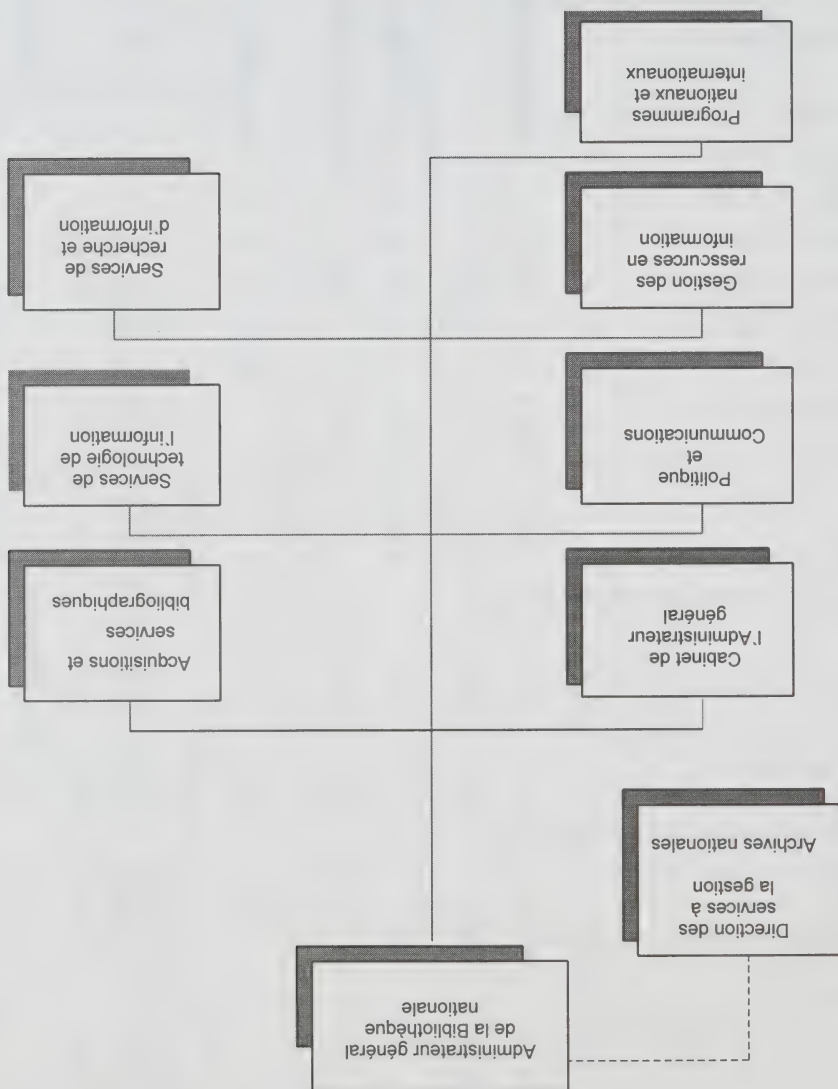 Administrateur général
de la Bibliothèque
nationale
Direction des
services à
la gestion
Archives nationales
Cabinet de
l'Administrateur
général
Acquisitions et
services
bibliographiques
Politique
et
Communications
Services de
technologie de
l'information
Gestion des
ressources en
information
Services de
recherche et
d'information
Programmes
nationaux et
internationaux